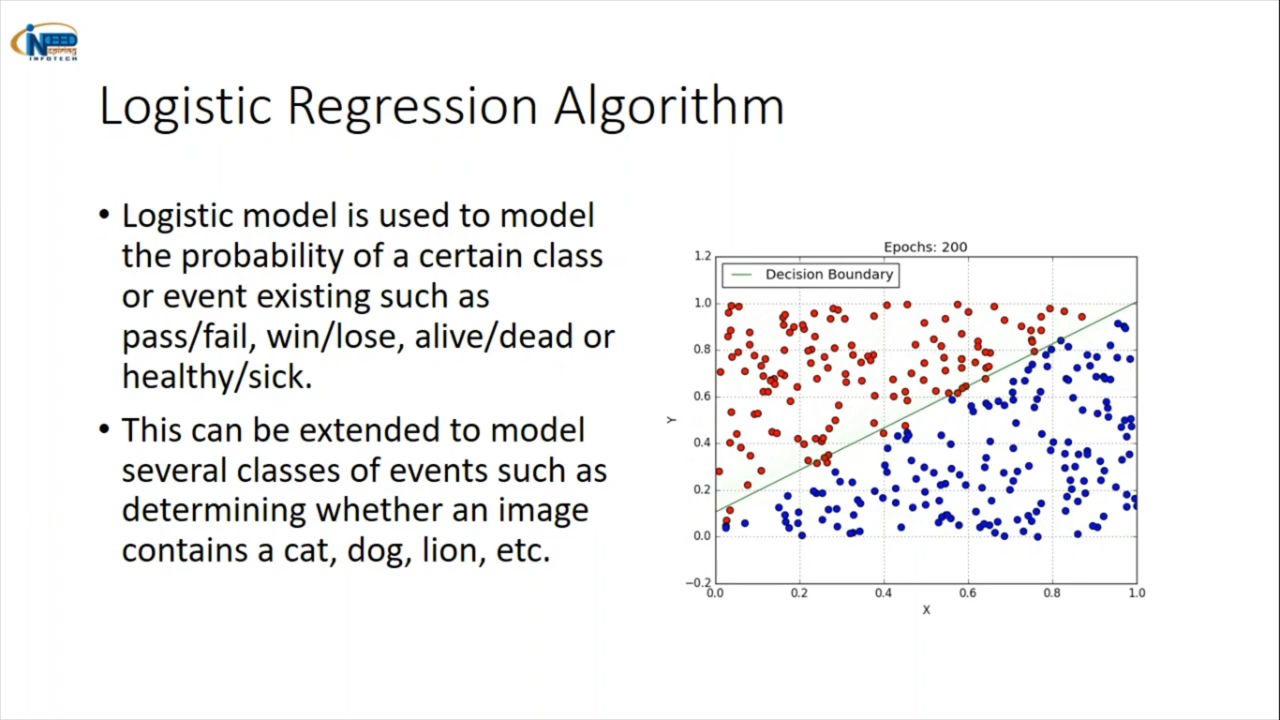 NEED
nspiring
INFOTECH
Logistic Regression Algorithm
• Logistic model is used to model
the probability of a certain class
or event existing such as
pass/fail, win/lose, alive/dead or
healthy/sick.
• This can be extended to model
several classes of events such as
determining whether an image
contains a cat, dog, lion, etc.
Epochs: 200
Decision Boundary
1.2
1.0
0.8
0.6
0.4
0.2
0.0
−0.2
Y
0.0 0.2 0.4 0.6 0.8 1.0
X